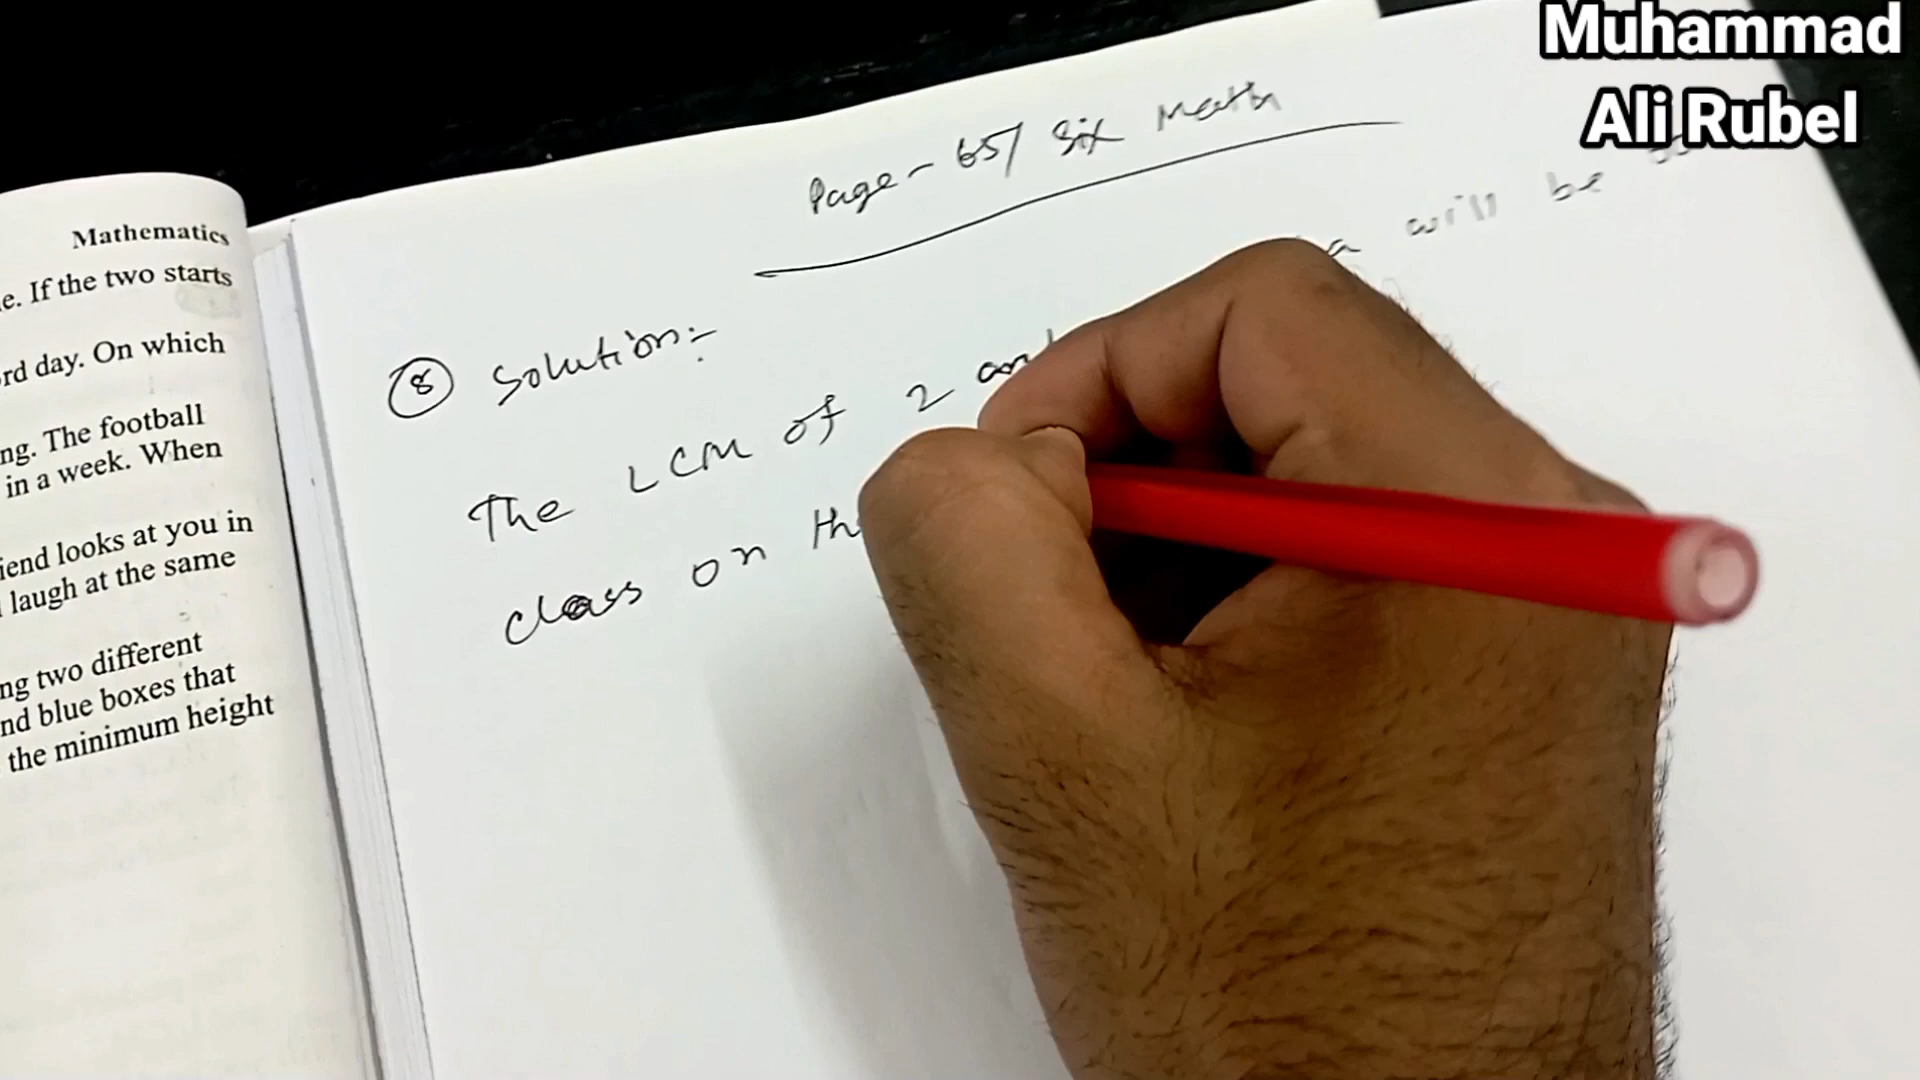 Muhammad
Ali Rubel
Mathematics
e. If the two starts
rd day. On which
ng. The football
in a week. When
iend looks at you in
laugh at the same
ng two different
nd blue boxes that
the minimum height
Page - 65/ Six Math
8 Solution:-
The LCM of 2 and will be
class on th